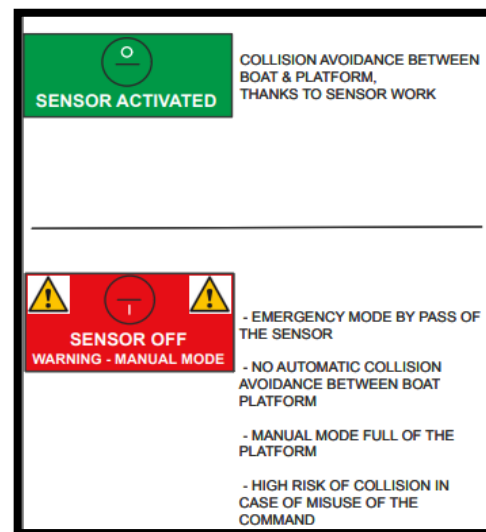 O
SENSOR ACTIVATED
COLLISION AVOIDANCE BETWEEN
BOAT & PLATFORM,
THANKS TO SENSOR WORK
I
SENSOR OFF
WARNING - MANUAL MODE
- EMERGENCY MODE BY PASS OF
THE SENSOR
- NO AUTOMATIC COLLISION
AVOIDANCE BETWEEN BOAT
PLATFORM
- MANUAL MODE FULL OF THE
PLATFORM
- HIGH RISK OF COLLISION IN
CASE OF MISUSE OF THE
COMMAND